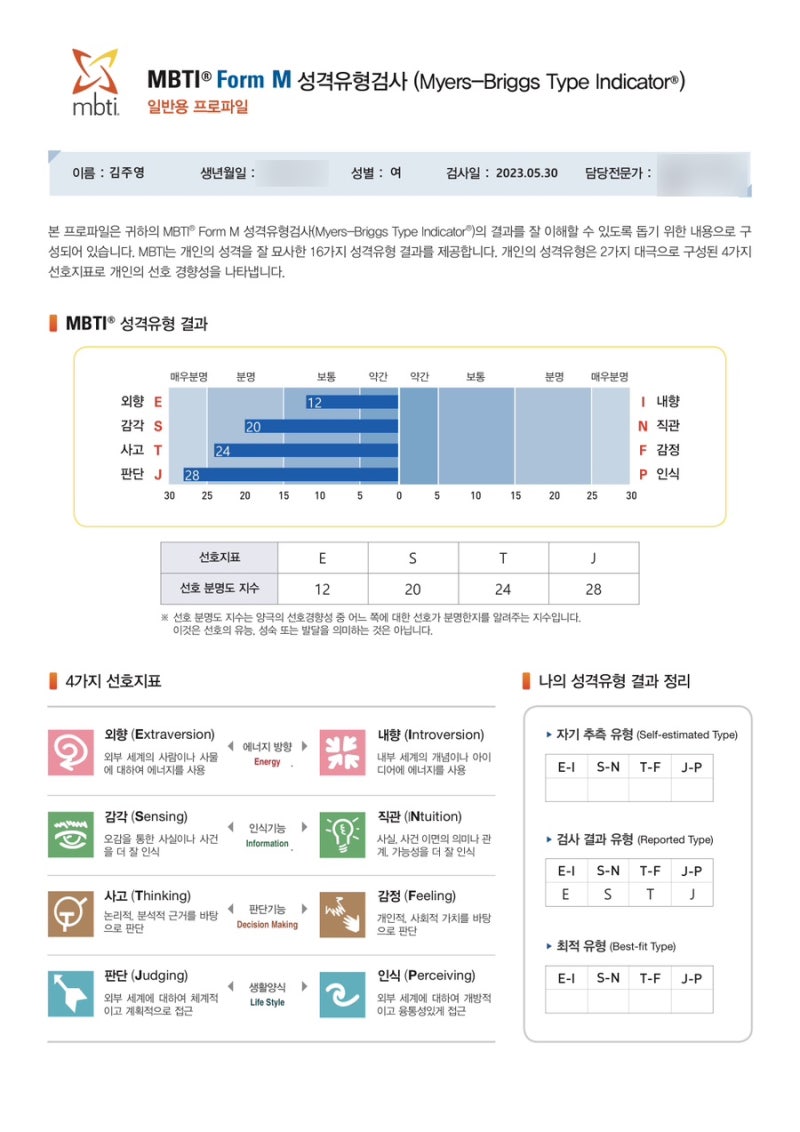 mbti
MBTI® Form M 성격유형검사 (Myers-Briggs Type Indicator®)
일반용 프로파일
이름 : 김주영 생년월일 : 성별 : 여 검사일 : 2023.05.30 담당전문가 :
본 프로파일은 귀하의 MBTI® Form M 성격유형검사(Myers-Briggs Type Indicator®)의 결과를 잘 이해할 수 있도록 돕기 위한 내용으로 구
성되어 있습니다. MBTI는 개인의 성격을 잘 묘사한 16가지 성격유형 결과를 제공합니다. 개인의 성격유형은 2가지 대극으로 구성된 4가지
선호지표로 개인의 선호 경향성을 나타냅니다.
MBTI® 성격유형 결과
매우분명 분명 보통 약간 약간 보통 분명 매우분명
외향 E 12 I 내향
감각 S 20 N 직관
사고 T 24 F 감정
판단 J 28 P 인식
30 25 20 15 10 5 0 5 10 15 20 25 30
선호지표 E S T J
선호 분명도 지수 12 20 24 28
※ 선호 분명도 지수는 양극의 선호경향성 중 어느 쪽에 대한 선호가 분명한지를 알려주는 지수입니다.
이것은 선호의 유능, 성숙 또는 발달을 의미하는 것은 아닙니다.
4가지 선호지표
외향 (Extraversion)
외부 세계의 사람이나 사물
에 대하여 에너지를 사용
에너지 방향
Energy
내향 (Introversion)
내부 세계의 개념이나 아이
디어에 에너지를 사용
감각 (Sensing)
오감을 통한 사실이나 사건
을 더 잘 인식
인식기능
Information
직관 (iNtuition)
사실, 사건 이면의 의미나 관
계, 가능성을 더 잘 인식
사고 (Thinking)
논리적, 분석적 근거를 바탕
으로 판단
판단기능
Decision Making
감정 (Feeling)
개인적, 사회적 가치를 바탕
으로 판단
판단 (Judging)
외부 세계에 대하여 체계적
이고 계획적으로 접근
생활양식
Life Style
인식 (Perceiving)
외부 세계에 대하여 개방적
이고 융통성있게 접근
나의 성격유형 결과 정리
자기 추측 유형 (Self-estimated Type)
E-I S-N T-F J-P
검사 결과 유형 (Reported Type)
E-I S-N T-F J-P
E S T J
최적 유형 (Best-fit Type)
E-I S-N T-F J-P